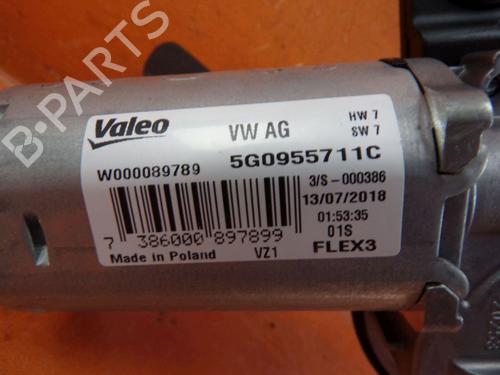 Valeo
VW AG
HW 7
SW 7
W000089789
5G0955711C
3/S-000386
13/07/2018
01:53:35
7 386000 897899
01S
Made in Poland
VZ1
FLEX3
B-PARTS